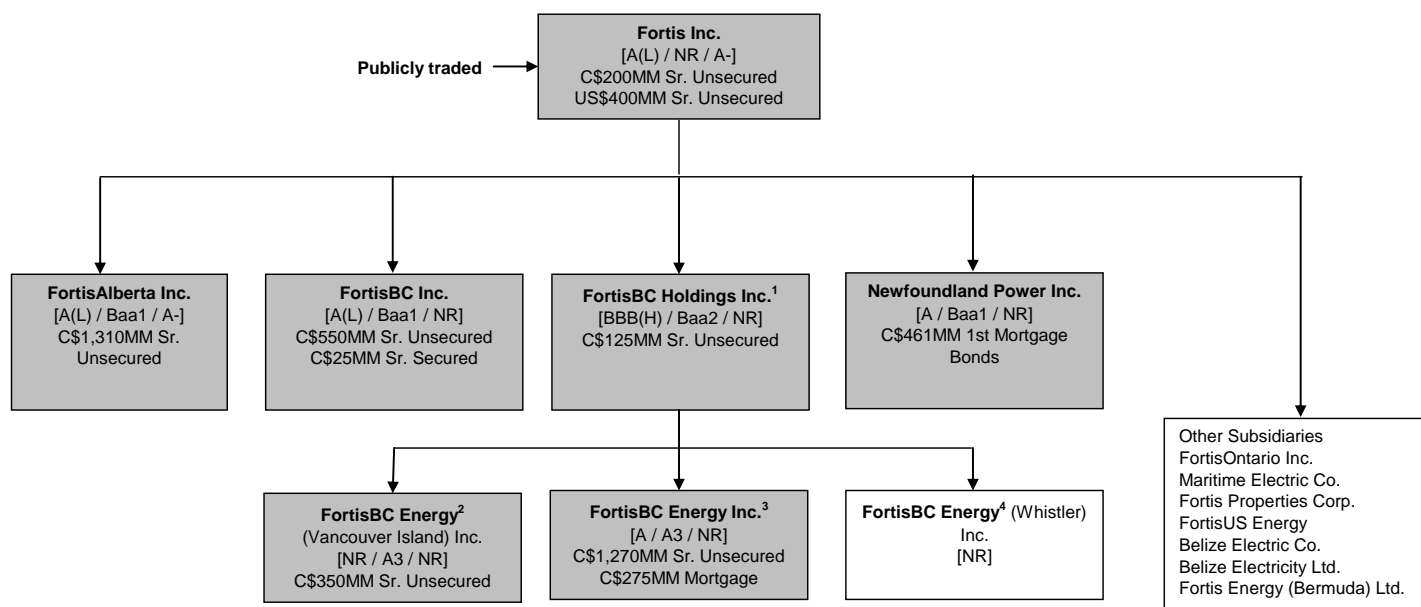 Fortis Inc.
[A(L) / NR / A-]
C$200MM Sr. Unsecured
US$400MM Sr. Unsecured
Publicly traded
FortisAlberta Inc.
[A(L) / Baa1 / A-]
C$1,310MM Sr.
Unsecured
FortisBC Inc.
[A(L) / Baa1 / NR]
C$550MM Sr. Unsecured
C$25MM Sr. Secured
FortisBC Holdings Inc.¹
[BBB(H) / Baa2 / NR]
C$125MM Sr. Unsecured
Newfoundland Power Inc.
[A / Baa1 / NR]
C$461MM 1st Mortgage
Bonds
FortisBC Energy²
(Vancouver Island) Inc.
[NR / A3 / NR]
C$350MM Sr. Unsecured
FortisBC Energy Inc.³
[A / A3 / NR]
C$1,270MM Sr. Unsecured
C$275MM Mortgage
FortisBC Energy⁴ (Whistler)
Inc.
[NR]
Other Subsidiaries
FortisOntario Inc.
Maritime Electric Co.
Fortis Properties Corp.
FortisUS Energy
Belize Electric Co.
Belize Electricity Ltd.
Fortis Energy (Bermuda) Ltd.